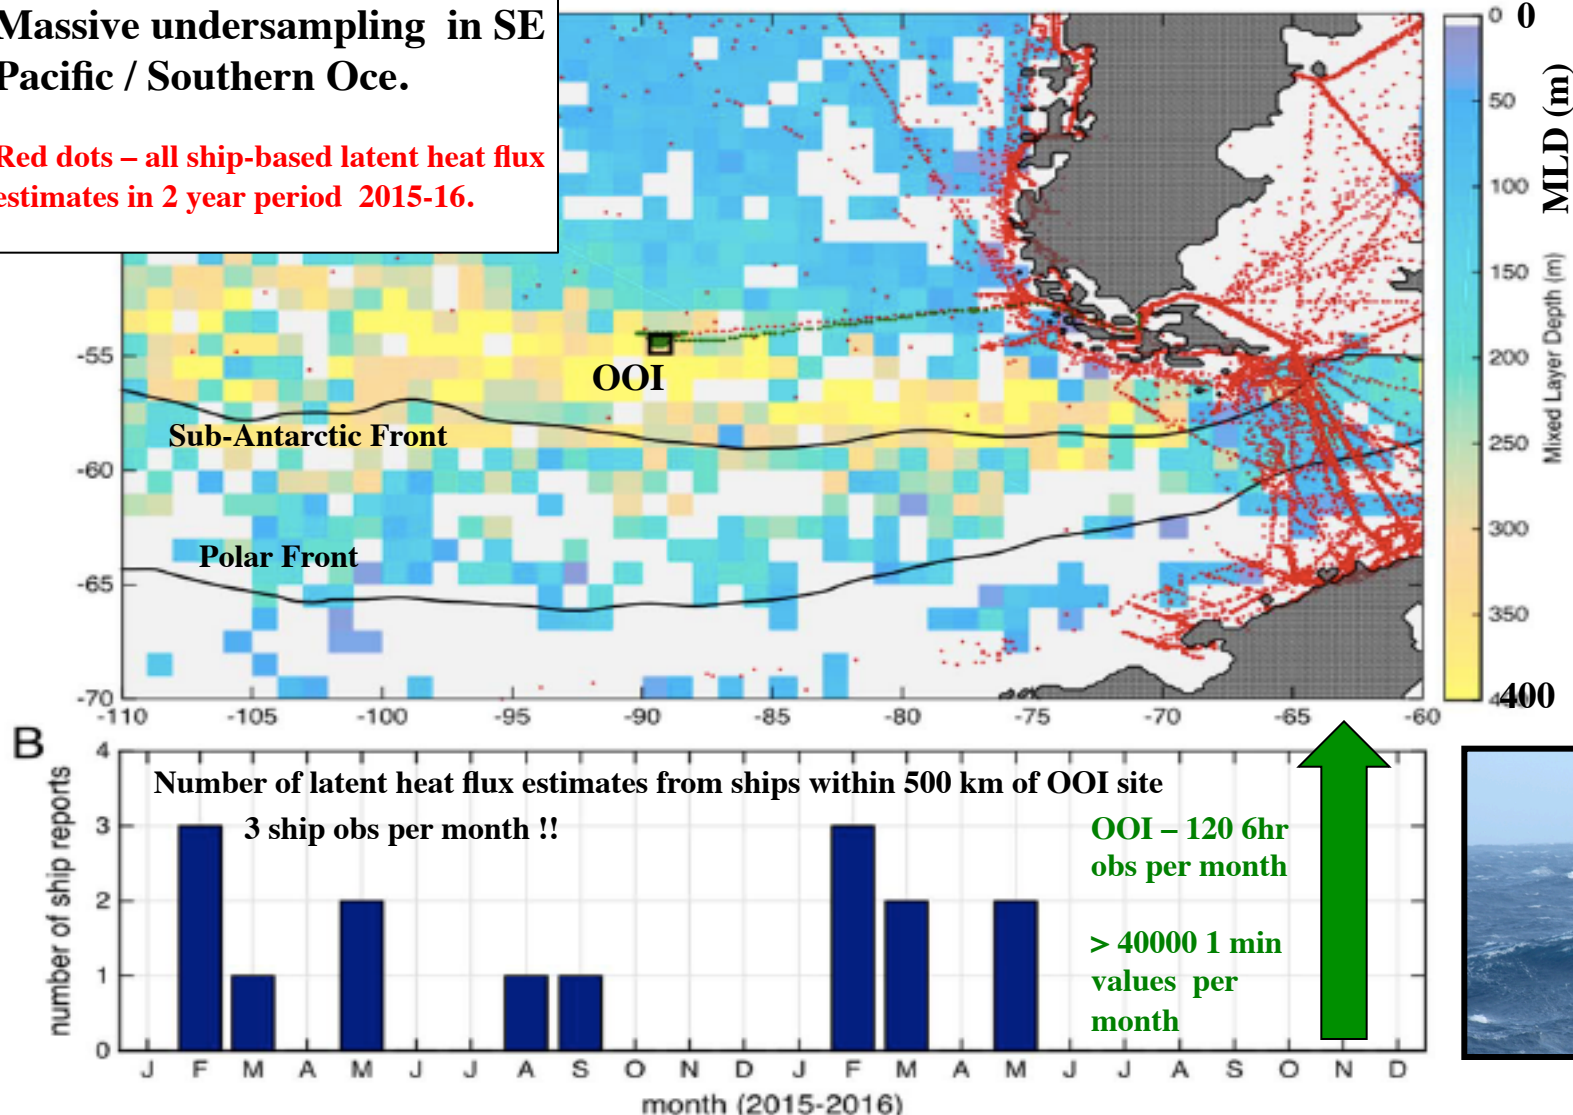 Massive undersampling in SE
Pacific / Southern Oce.
Red dots – all ship-based latent heat flux
estimates in 2 year period 2015-16.
0 0
50
100
150
200
250
300
350
400
MLD (m)
Mixed Layer Depth (m)
OOI
Sub-Antarctic Front
Polar Front
-55
-60
-65
-70
-110 -105 -100 -95 -90 -85 -80 -75 -70 -65 -60
B
Number of latent heat flux estimates from ships within 500 km of OOI site
3 ship obs per month !!
OOI – 120 6hr
obs per month
> 40000 1 min
values per
month
number of ship reports
4
3
2
1
0
J F M A M J J A S O N D J F M A M J J A S O N D
month (2015-2016)